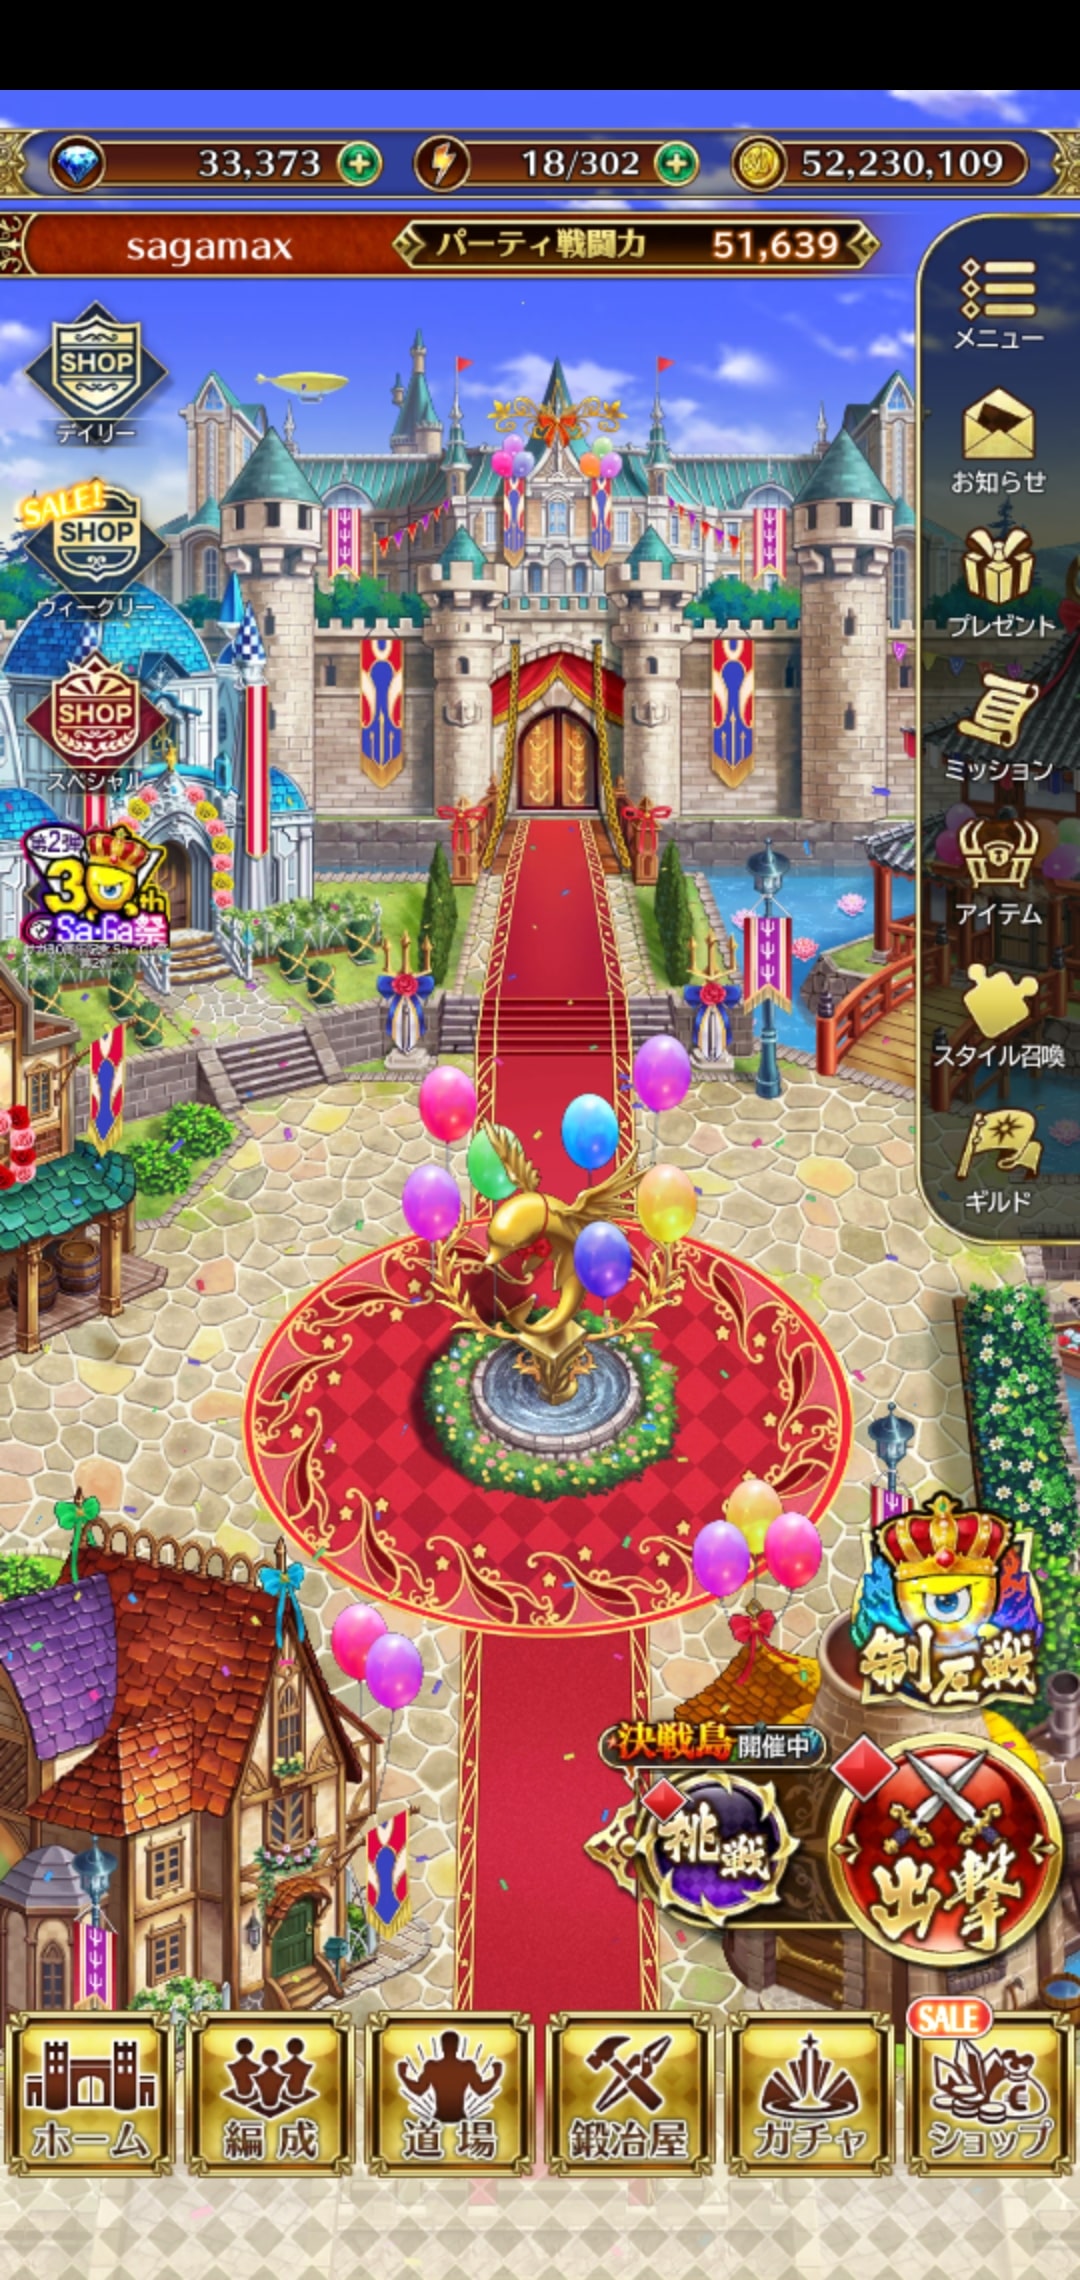 33,373
18/302
52,230,109
sagamax
パーティ戦闘力 51,639
メニュー
SHOP
デイリー
お知らせ
SALE!
SHOP
ウィークリー
プレゼント
SHOP
スペシャル
ミッション
第2弾
30th
Sa・Ga祭
アイテム
スタイル召喚
ギルド
制圧戦
決戦島 開催中
挑戦
出撃
SALE
ホーム
編成
道場
鍛冶屋
ガチャ
ショップ